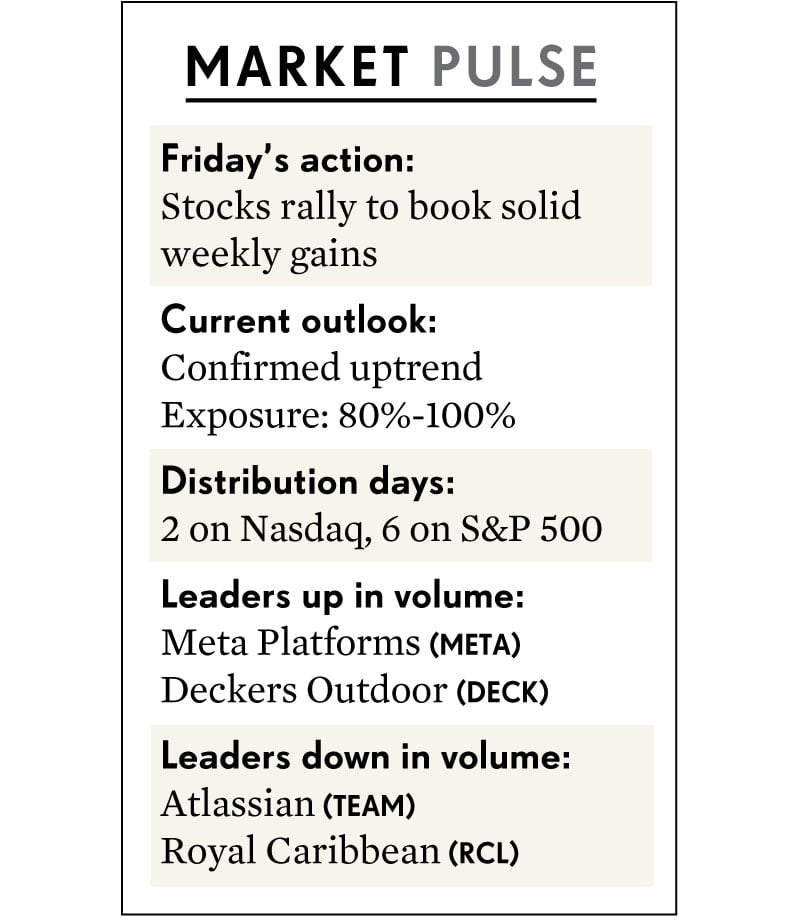 MARKET PULSE
Friday's action:
Stocks rally to book solid
weekly gains
Current outlook:
Confirmed uptrend
Exposure: 80%-100%
Distribution days:
2 on Nasdaq, 6 on S&P 500
Leaders up in volume:
Meta Platforms (META)
Deckers Outdoor (DECK)
Leaders down in volume:
Atlassian (TEAM)
Royal Caribbean (RCL)